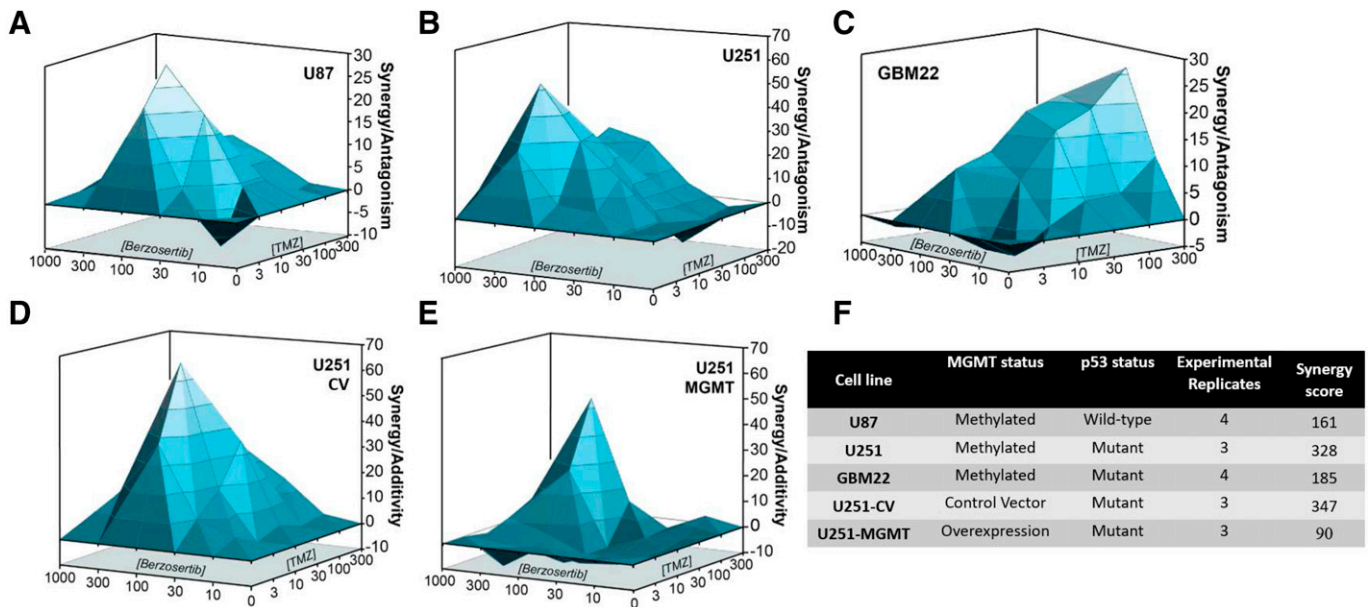 A
U87
Synergy/Antagonism
30
25
20
15
10
5
0
-5
-10
1000
300
100
30
10
0
[Berzosertib]
3
10
30
100
300
[TMZ]
B
U251
Synergy/Antagonism
70
60
50
40
30
20
10
0
-10
-20
1000
300
100
30
10
0
[Berzosertib]
3
10
30
100
300
[TMZ]
C
GBM22
Synergy/Antagonism
30
25
20
15
10
5
0
-5
1000
300
100
30
10
0
[Berzosertib]
3
10
30
100
300
[TMZ]
D
U251
CV
Synergy/Additivity
70
60
50
40
30
20
10
0
-10
1000
300
100
30
10
0
[Berzosertib]
3
10
30
100
300
[TMZ]
E
U251
MGMT
Synergy/Additivity
70
60
50
40
30
20
10
0
-10
1000
300
100
30
10
0
[Berzosertib]
3
10
30
100
300
[TMZ]
F
Cell line MGMT status p53 status Experimental Replicates Synergy score
U87 Methylated Wild-type 4 161
U251 Methylated Mutant 3 328
GBM22 Methylated Mutant 4 185
U251-CV Control Vector Mutant 3 347
U251-MGMT Overexpression Mutant 3 90